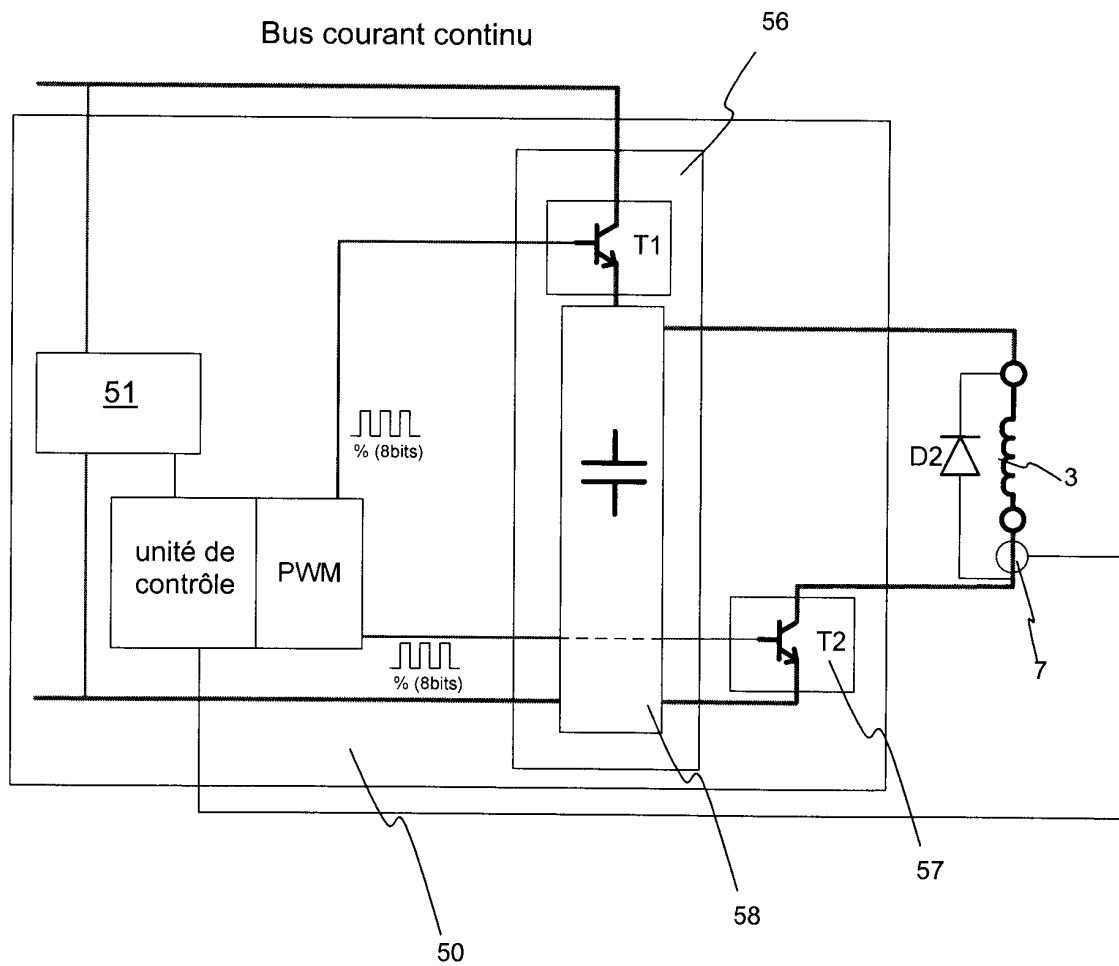 56
Bus courant continu
T1
51
% (8bits)
D2
3
unité de
contrôle
PWM
T2
% (8bits)
7
57
58
50